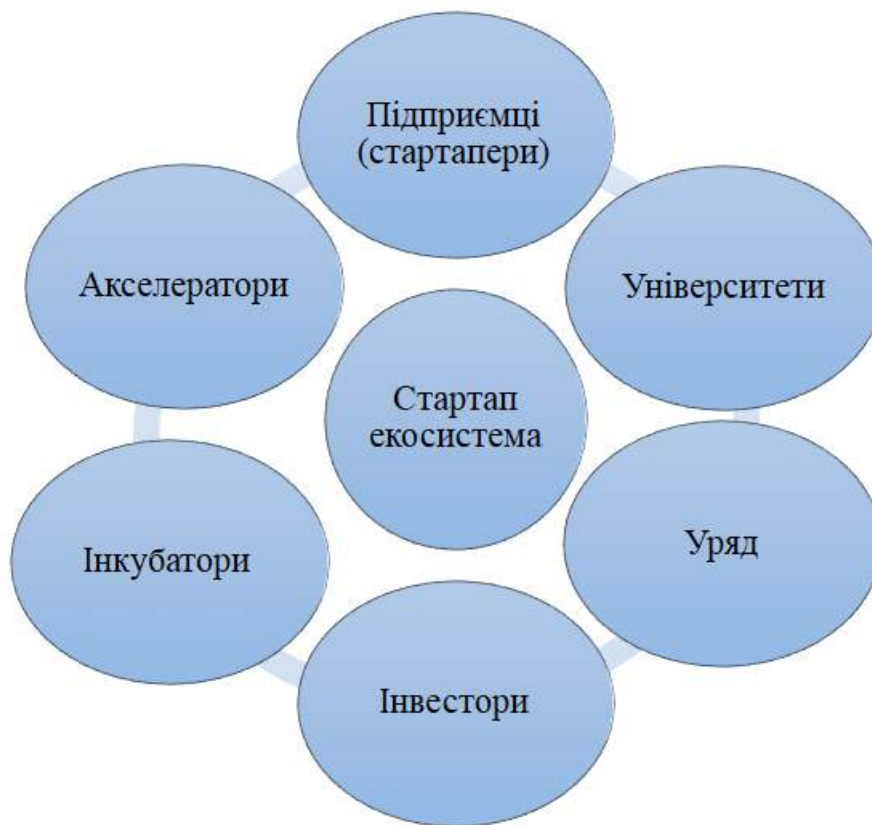 Підприємці
(стартапери)
Університети
Уряд
Інвестори
Інкубатори
Акселератори
Стартап
екосистема